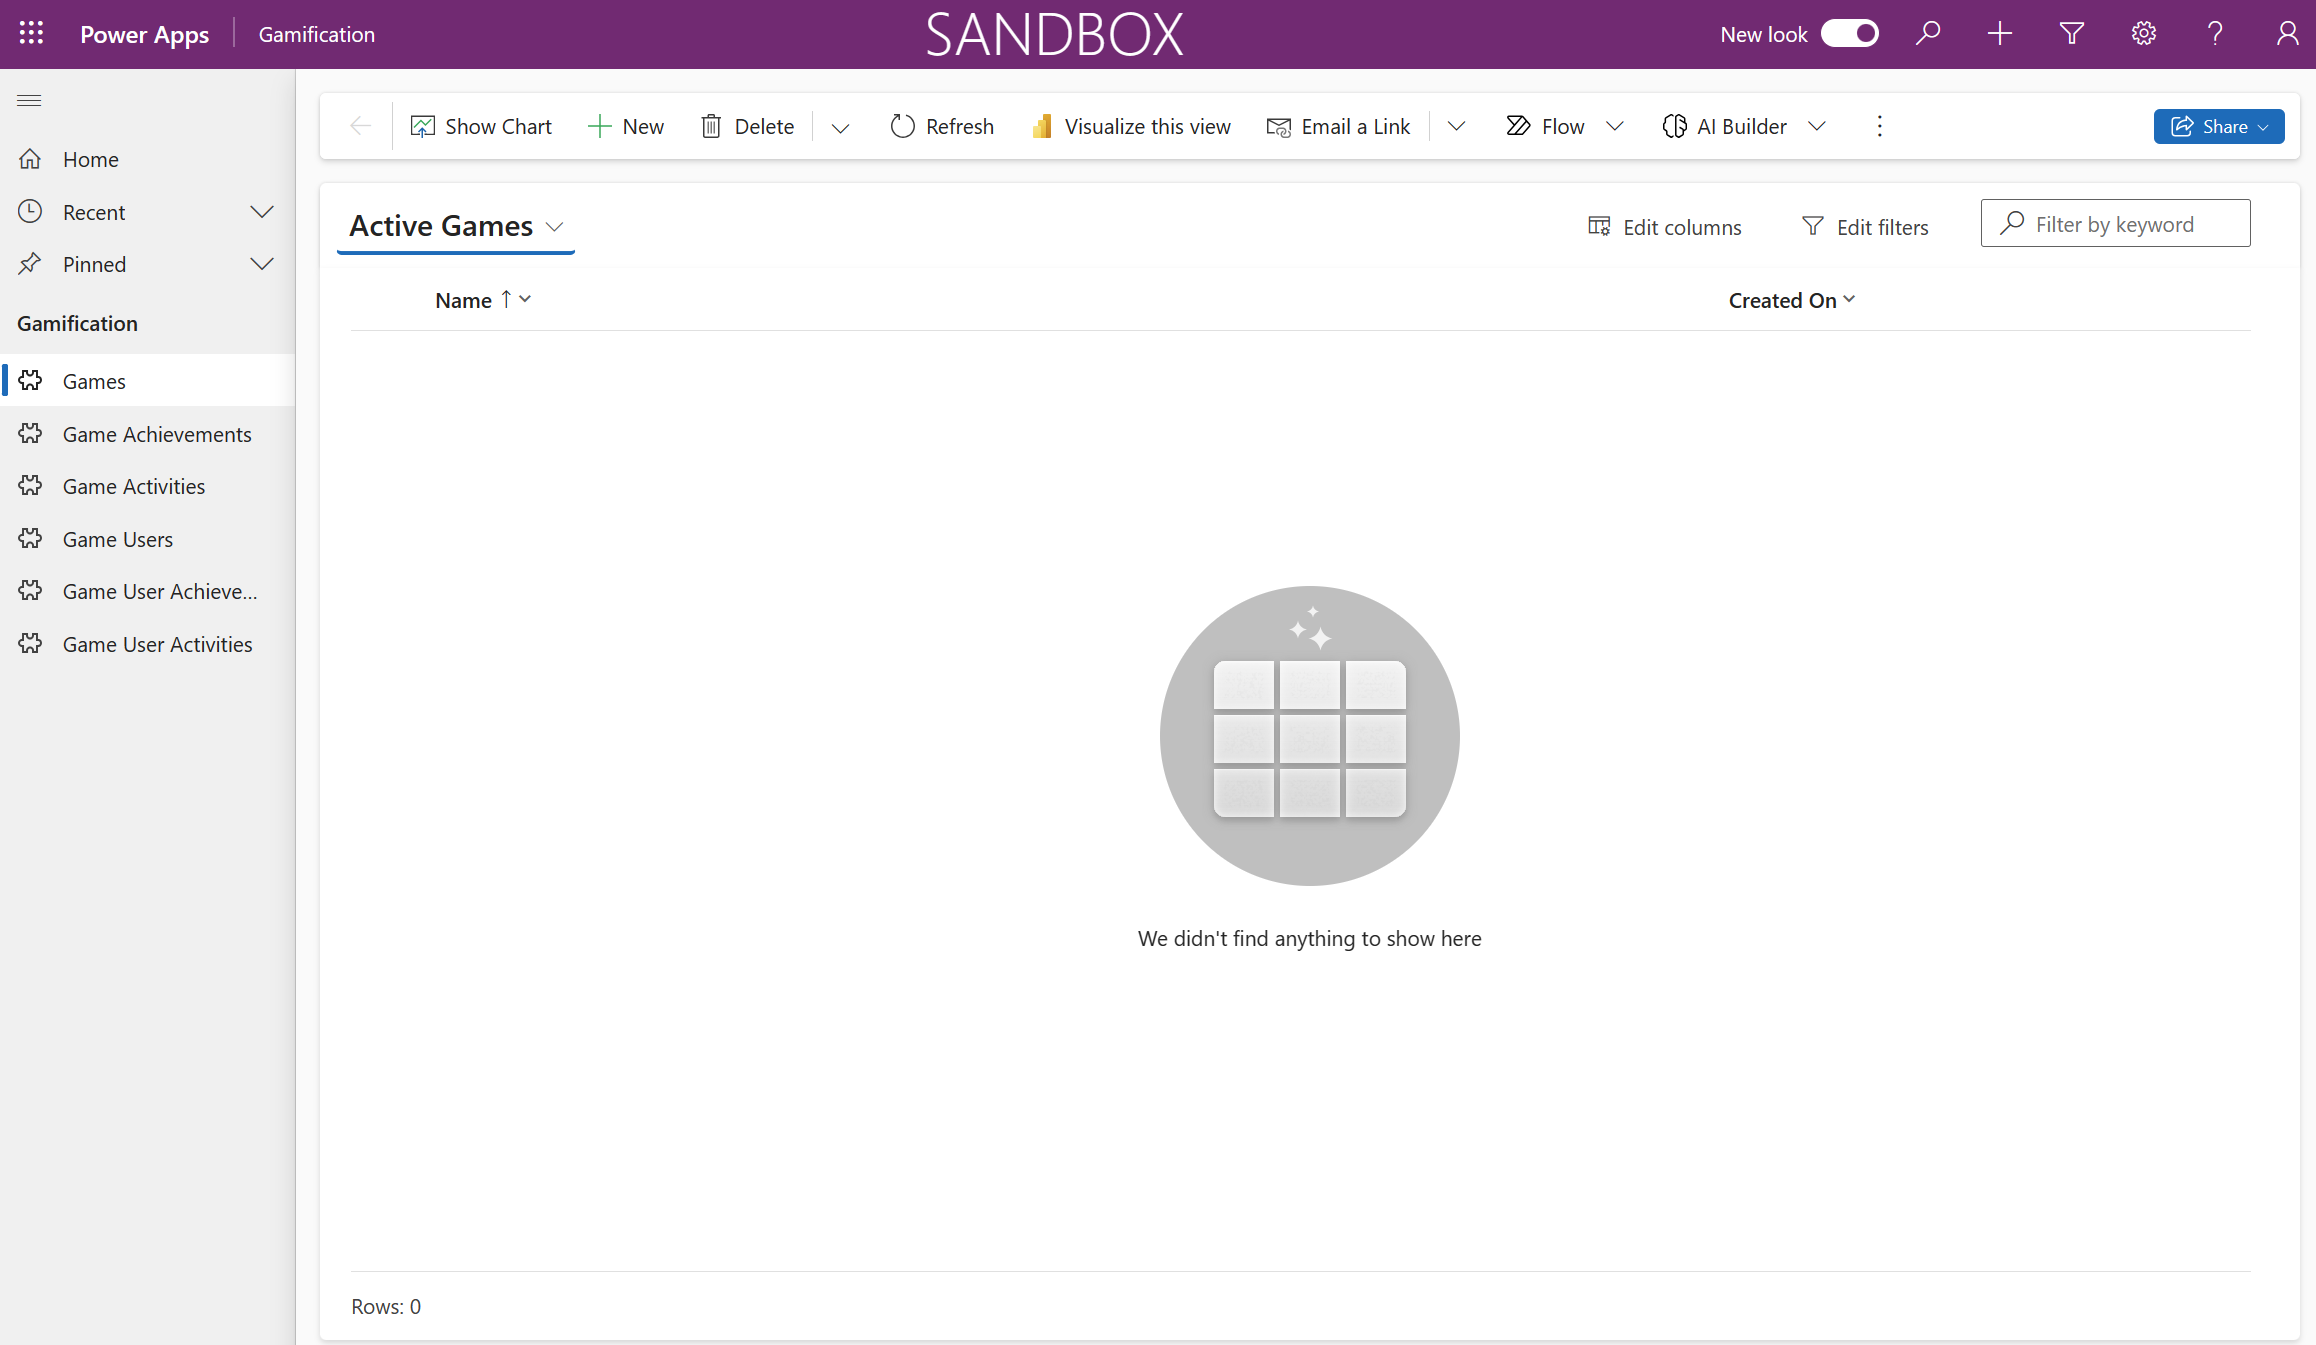 Power Apps Gamification SANDBOX New look
Show Chart New Delete Refresh Visualize this view Email a Link Flow AI Builder Share
Home
Recent
Pinned
Gamification
Games
Game Achievements
Game Activities
Game Users
Game User Achieve...
Game User Activities
Active Games Edit columns Edit filters Filter by keyword
Name Created On
We didn't find anything to show here
Rows: 0